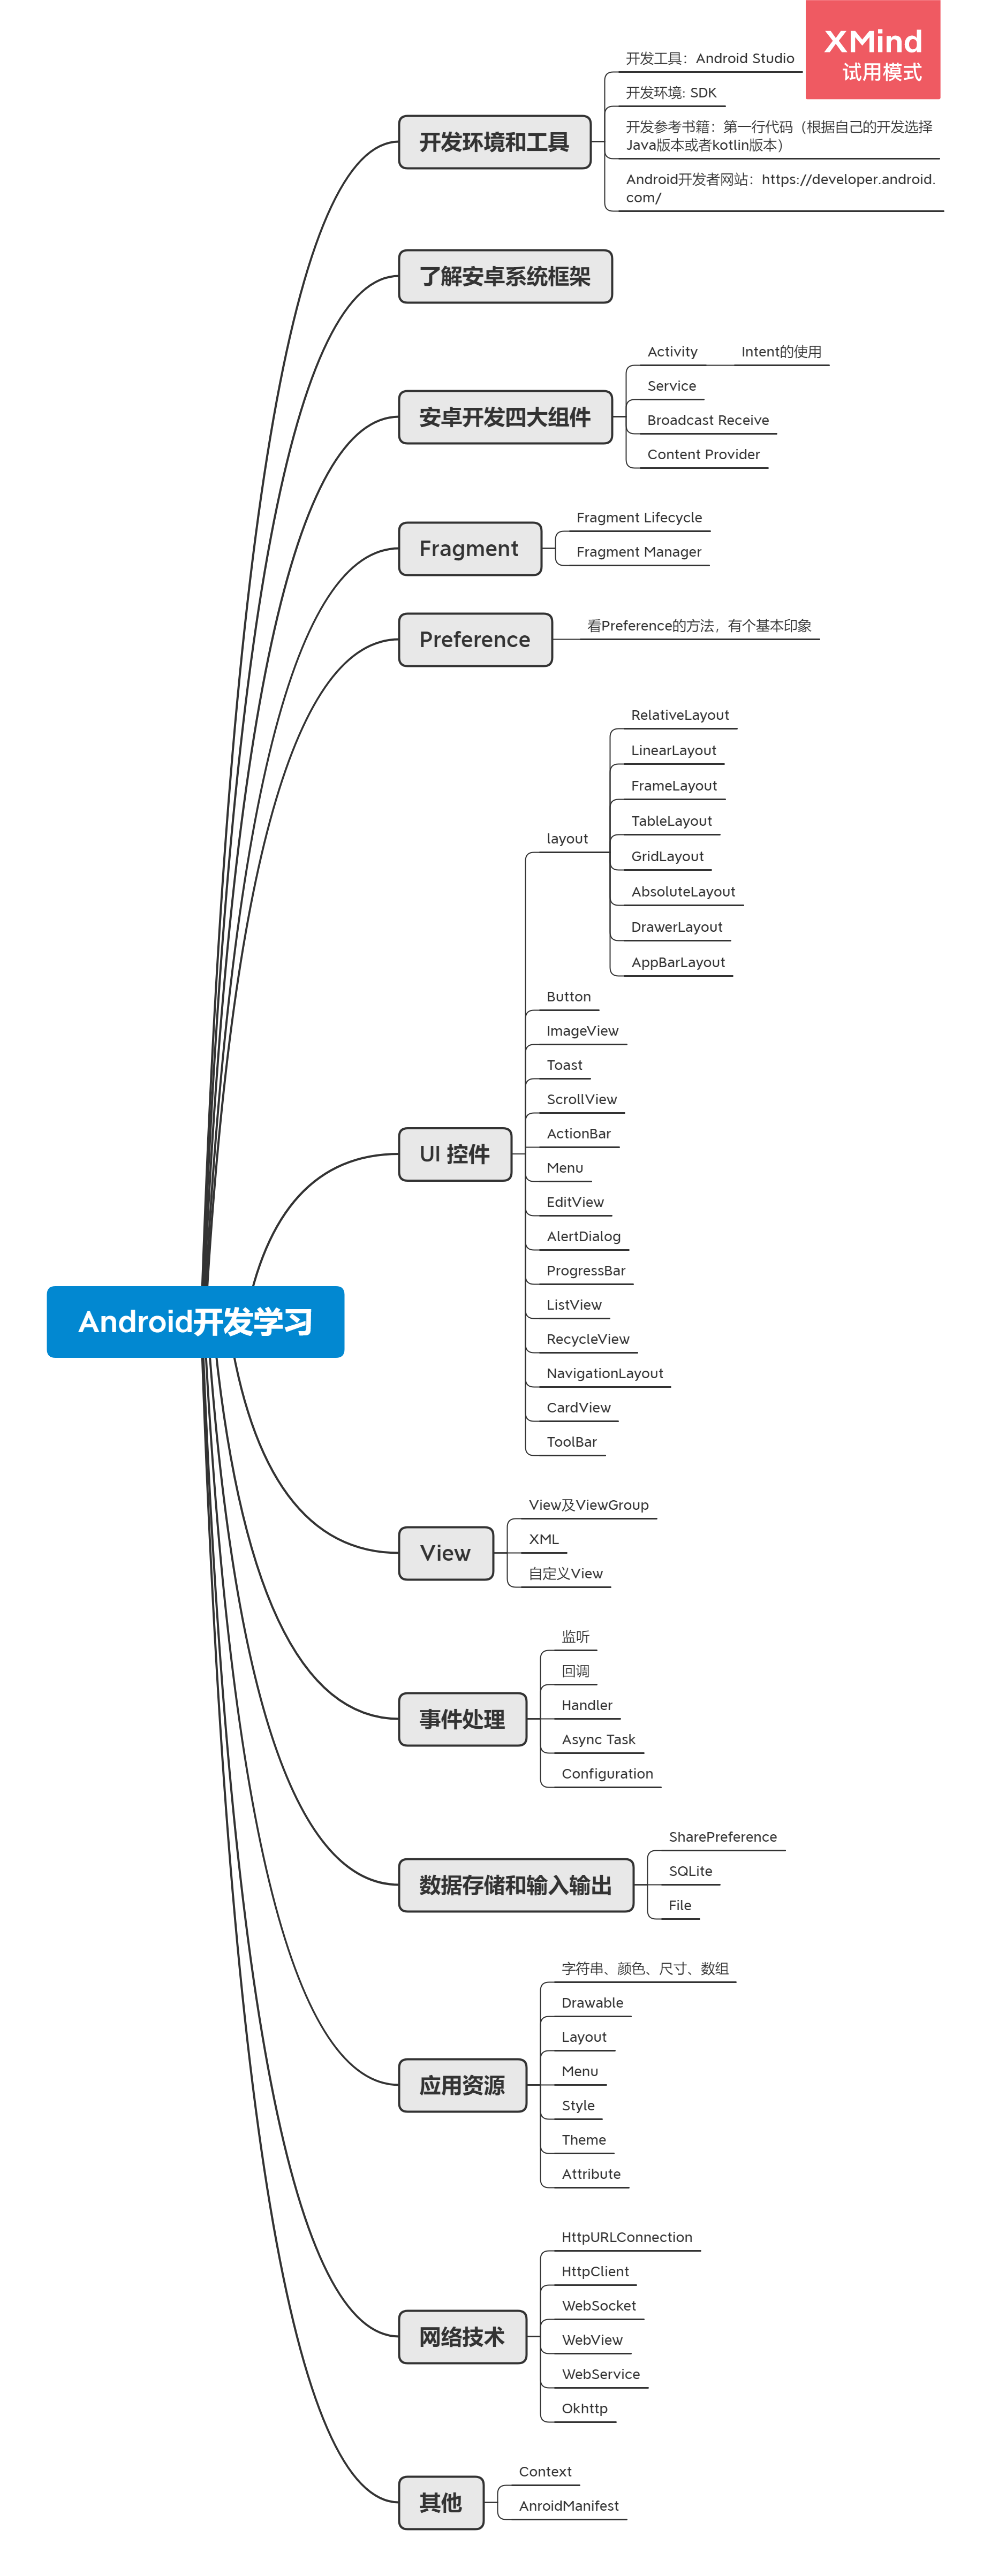 XMind
试用模式
开发工具：Android Studio
开发环境: SDK
开发参考书籍：第一行代码（根据自己的开发选择
Java版本或者kotlin版本）
Android开发者网站：https://developer.android.
com/
开发环境和工具
了解安卓系统框架
Activity
Intent的使用
Service
安卓开发四大组件
Broadcast Receive
Content Provider
Fragment Lifecycle
Fragment
Fragment Manager
Preference
看Preference的方法，有个基本印象
RelativeLayout
LinearLayout
FrameLayout
TableLayout
layout
GridLayout
AbsoluteLayout
DrawerLayout
AppBarLayout
Button
ImageView
Toast
ScrollView
ActionBar
UI 控件
Menu
EditView
AlertDialog
ProgressBar
ListView
RecycleView
NavigationLayout
CardView
ToolBar
Android开发学习
View及ViewGroup
View
XML
自定义View
监听
回调
事件处理
Handler
Async Task
Configuration
SharePreference
数据存储和输入输出
SQLite
File
字符串、颜色、尺寸、数组
Drawable
Layout
应用资源
Menu
Style
Theme
Attribute
HttpURLConnection
HttpClient
WebSocket
网络技术
WebView
WebService
Okhttp
Context
其他
AnroidManifest